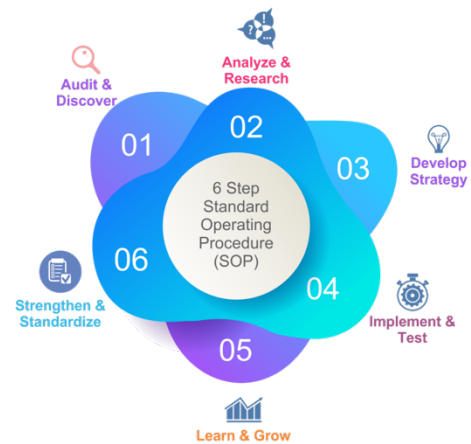 Audit &
Discover
01
Analyze &
Research
02
Develop
Strategy
03
Implement &
Test
04
Learn & Grow
05
Strengthen &
Standardize
06
6 Step
Standard
Operating
Procedure
(SOP)